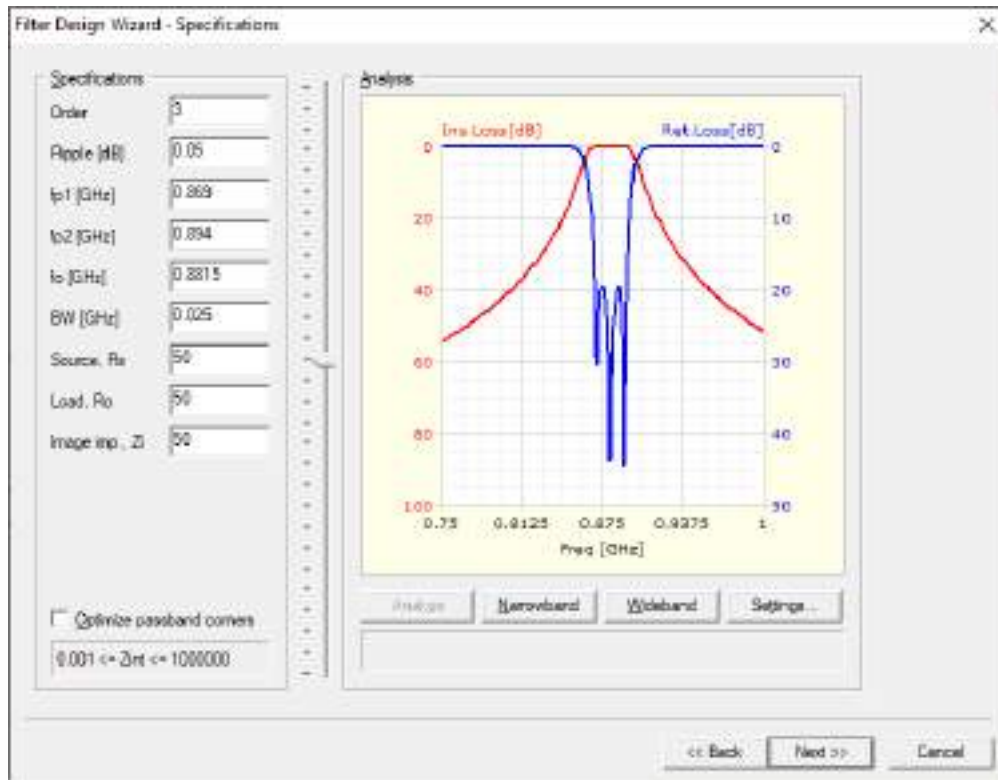 Filter Design Wizard - Specifications
Specifications
Order 3
Ripple [dB] 0.05
fp1 [GHz] 0.869
fp2 [GHz] 0.894
fo [GHz] 0.8815
BW [GHz] 0.025
Source, Rs 50
Load, Ro 50
Image imp., Zi 50
Optimize passband corners
0.001 <= Zint <= 1000000
Analysis
Ins Loss[dB] Ret Loss[dB]
0 0
20 10
40 20
60 30
80 40
100
0.75 0.8125 0.875 0.9375 1
Freq [GHz]
Analyze Narrowband Wideband Settings...
<< Back Next >> Cancel